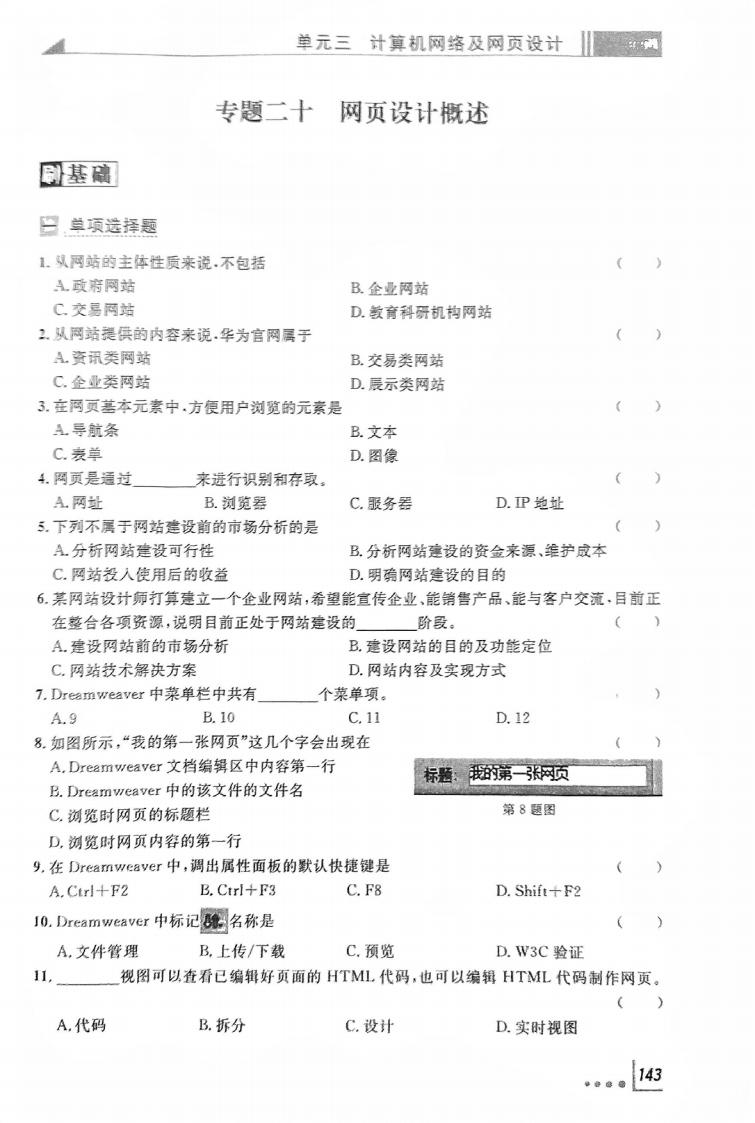 单元三 计算机网络及网页设计
专题二十 网页设计概述
刷基础
一 单项选择题
1. 从网站的主体性质来说,不包括 ( )
A. 政府网站 B. 企业网站
C. 交易网站 D. 教育科研机构网站
2. 从网站提供的内容来说,华为官网属于 ( )
A. 资讯类网站 B. 交易类网站
C. 企业类网站 D. 展示类网站
3. 在网页基本元素中,方便用户浏览的元素是 ( )
A. 导航条 B. 文本
C. 表单 D. 图像
4. 网页是通过______来进行识别和存取。 ( )
A. 网址 B. 浏览器 C. 服务器 D. IP 地址
5. 下列不属于网站建设前的市场分析的是 ( )
A. 分析网站建设可行性 B. 分析网站建设的资金来源、维护成本
C. 网站投入使用后的收益 D. 明确网站建设的目的
6. 某网站设计师打算建立一个企业网站,希望能宣传企业、能销售产品、能与客户交流,目前正
在整合各项资源,说明目前正处于网站建设的______阶段。 ( )
A. 建设网站前的市场分析 B. 建设网站的目的及功能定位
C. 网站技术解决方案 D. 网站内容及实现方式
7. Dreamweaver 中菜单栏中共有______个菜单项。 ( )
A. 9 B. 10 C. 11 D. 12
8. 如图所示,“我的第一张网页”这几个字会出现在 ( )
A. Dreamweaver 文档编辑区中内容第一行
标题: 我的第一张网页
B. Dreamweaver 中的该文件的文件名
C. 浏览时网页的标题栏
第 8 题图
D. 浏览时网页内容的第一行
9. 在 Dreamweaver 中,调出属性面板的默认快捷键是 ( )
A. Ctrl+F2 B. Ctrl+F3 C. F8 D. Shift+F2
10. Dreamweaver 中标记 名称是 ( )
A. 文件管理 B. 上传/下载 C. 预览 D. W3C 验证
11. ______视图可以查看已编辑好页面的 HTML 代码,也可以编辑 HTML 代码制作网页。
( )
A. 代码 B. 拆分 C. 设计 D. 实时视图
143